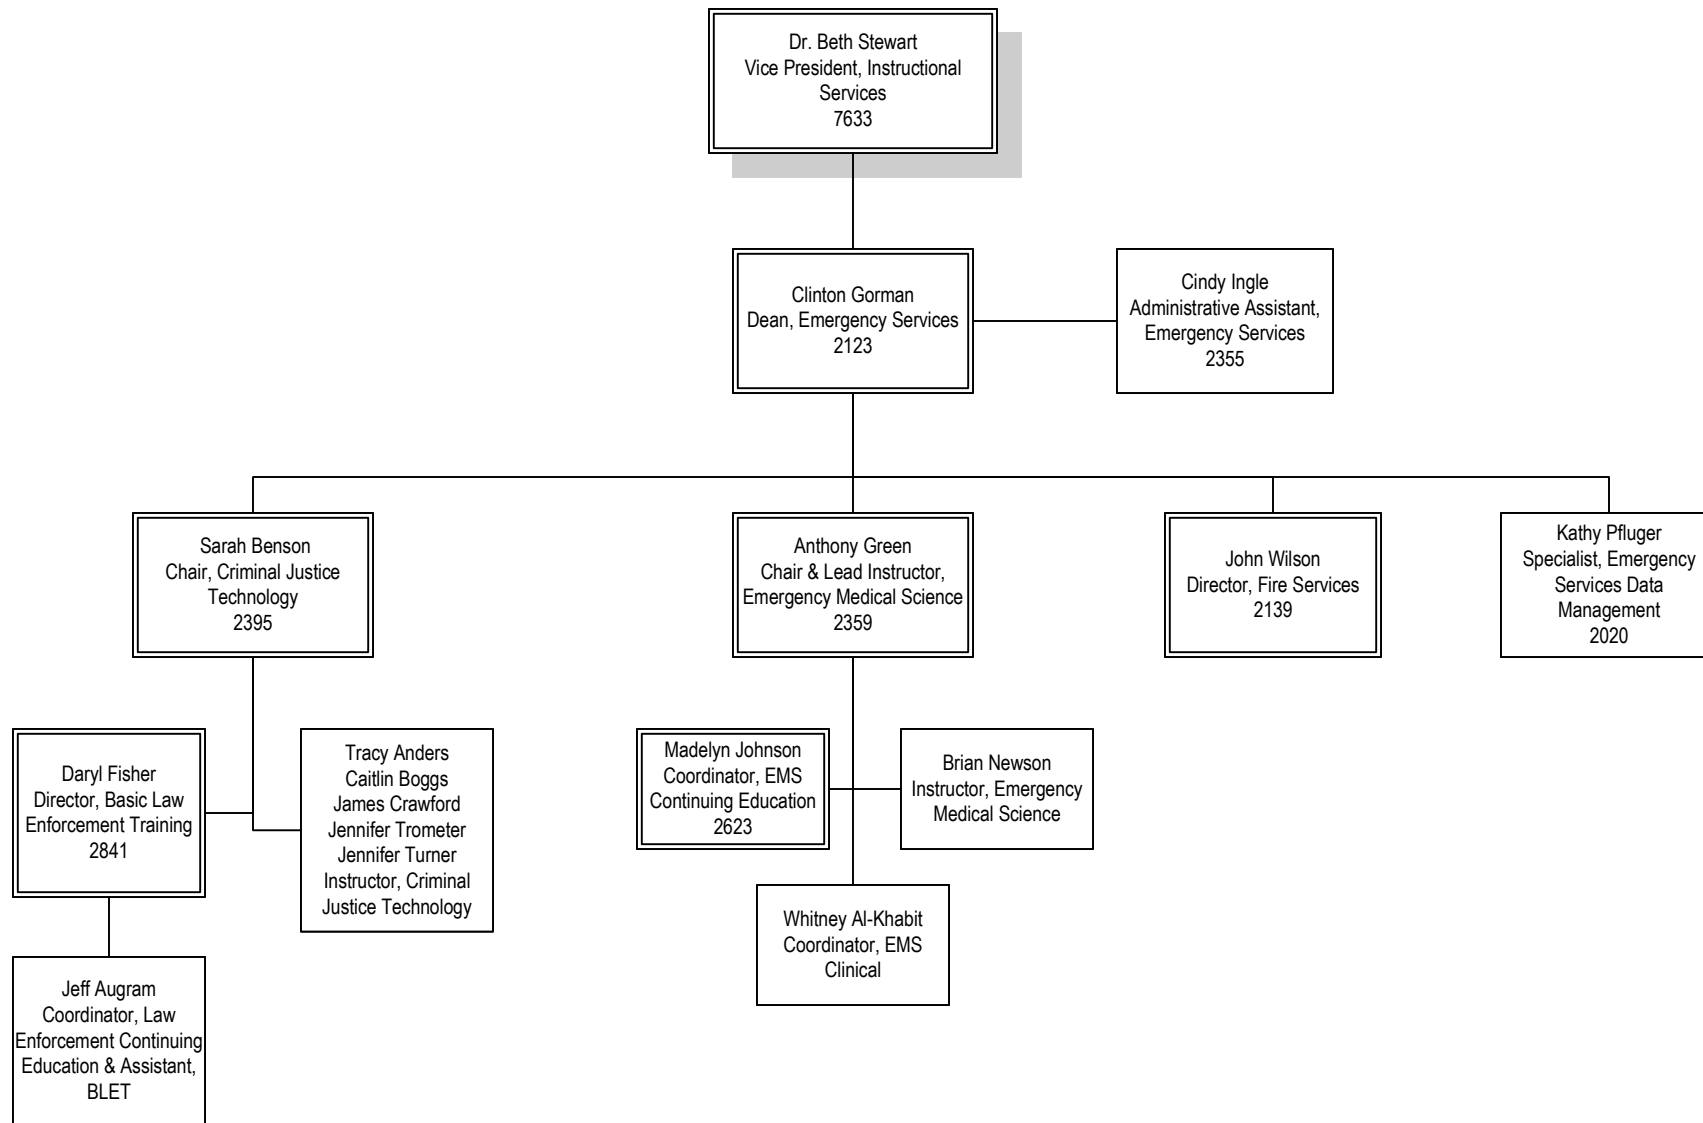 Dr. Beth Stewart
Vice President, Instructional
Services
7633
Clinton Gorman
Dean, Emergency Services
2123
Cindy Ingle
Administrative Assistant,
Emergency Services
2355
Sarah Benson
Chair, Criminal Justice
Technology
2395
Anthony Green
Chair & Lead Instructor,
Emergency Medical Science
2359
John Wilson
Director, Fire Services
2139
Kathy Pfluger
Specialist, Emergency
Services Data
Management
2020
Daryl Fisher
Director, Basic Law
Enforcement Training
2841
Tracy Anders
Caitlin Boggs
James Crawford
Jennifer Trometer
Jennifer Turner
Instructor, Criminal
Justice Technology
Madelyn Johnson
Coordinator, EMS
Continuing Education
2623
Brian Newson
Instructor, Emergency
Medical Science
Whitney Al-Khabit
Coordinator, EMS
Clinical
Jeff Augram
Coordinator, Law
Enforcement Continuing
Education & Assistant,
BLET